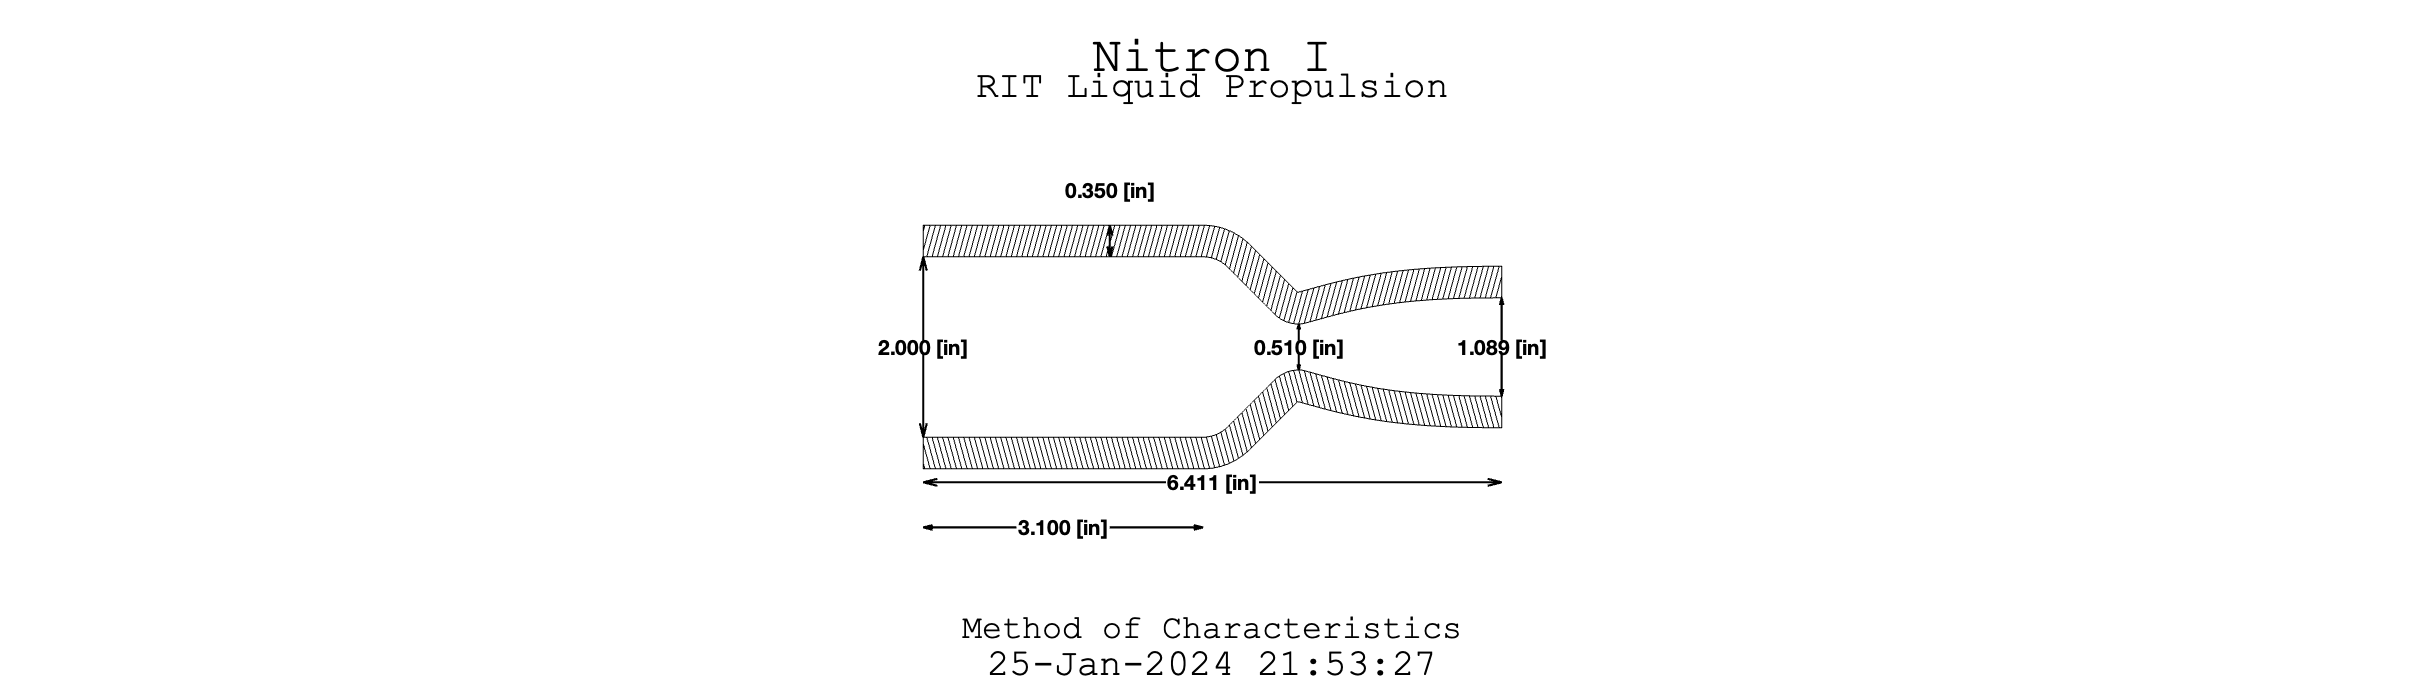 Nitron I
RIT Liquid Propulsion
0.350 [in]
2.000 [in]
0.510 [in]
1.089 [in]
6.411 [in]
3.100 [in]
Method of Characteristics
25-Jan-2024 21:53:27